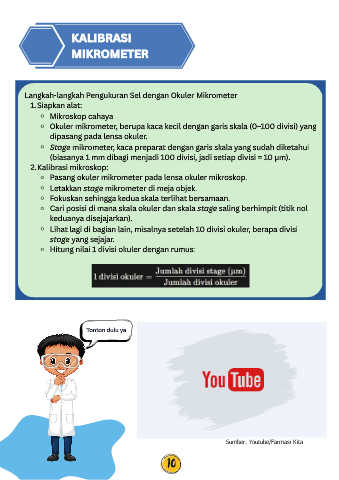 KALIBRASI
MIKROMETER
Langkah-langkah Pengukuran Sel dengan Okuler Mikrometer
1. Siapkan alat:
○ Mikroskop cahaya
○ Okuler mikrometer, berupa kaca kecil dengan garis skala (0–100 divisi) yang
dipasang pada lensa okuler.
○ Stage mikrometer, kaca preparat dengan garis skala yang sudah diketahui
(biasanya 1 mm dibagi menjadi 100 divisi, jadi setiap divisi = 10 µm).
2. Kalibrasi mikroskop:
○ Pasang okuler mikrometer pada lensa okuler mikroskop.
○ Letakkan stage mikrometer di meja objek.
○ Fokuskan sehingga kedua skala terlihat bersamaan.
○ Cari posisi di mana skala okuler dan skala stage saling berhimpit (titik nol
keduanya disejajarkan).
○ Lihat lagi di bagian lain, misalnya setelah 10 divisi okuler, berapa divisi
stage yang sejajar.
○ Hitung nilai 1 divisi okuler dengan rumus:
1 divisi okuler = Jumlah divisi stage (µm)
Jumlah divisi okuler
Tonton dulu ya
YouTube
Sumber: Youtube/Farmasi Kita
10